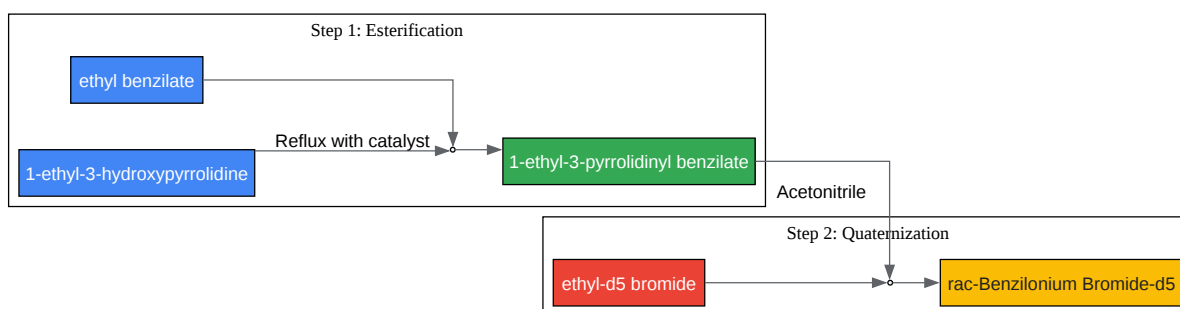 Step 1: Esterification
ethyl benzilate
Reflux with catalyst
1-ethyl-3-hydroxypyrrolidine
1-ethyl-3-pyrrolidinyl benzilate
Acetonitrile
Step 2: Quaternization
ethyl-d5 bromide
rac-Benzilonium Bromide-d5